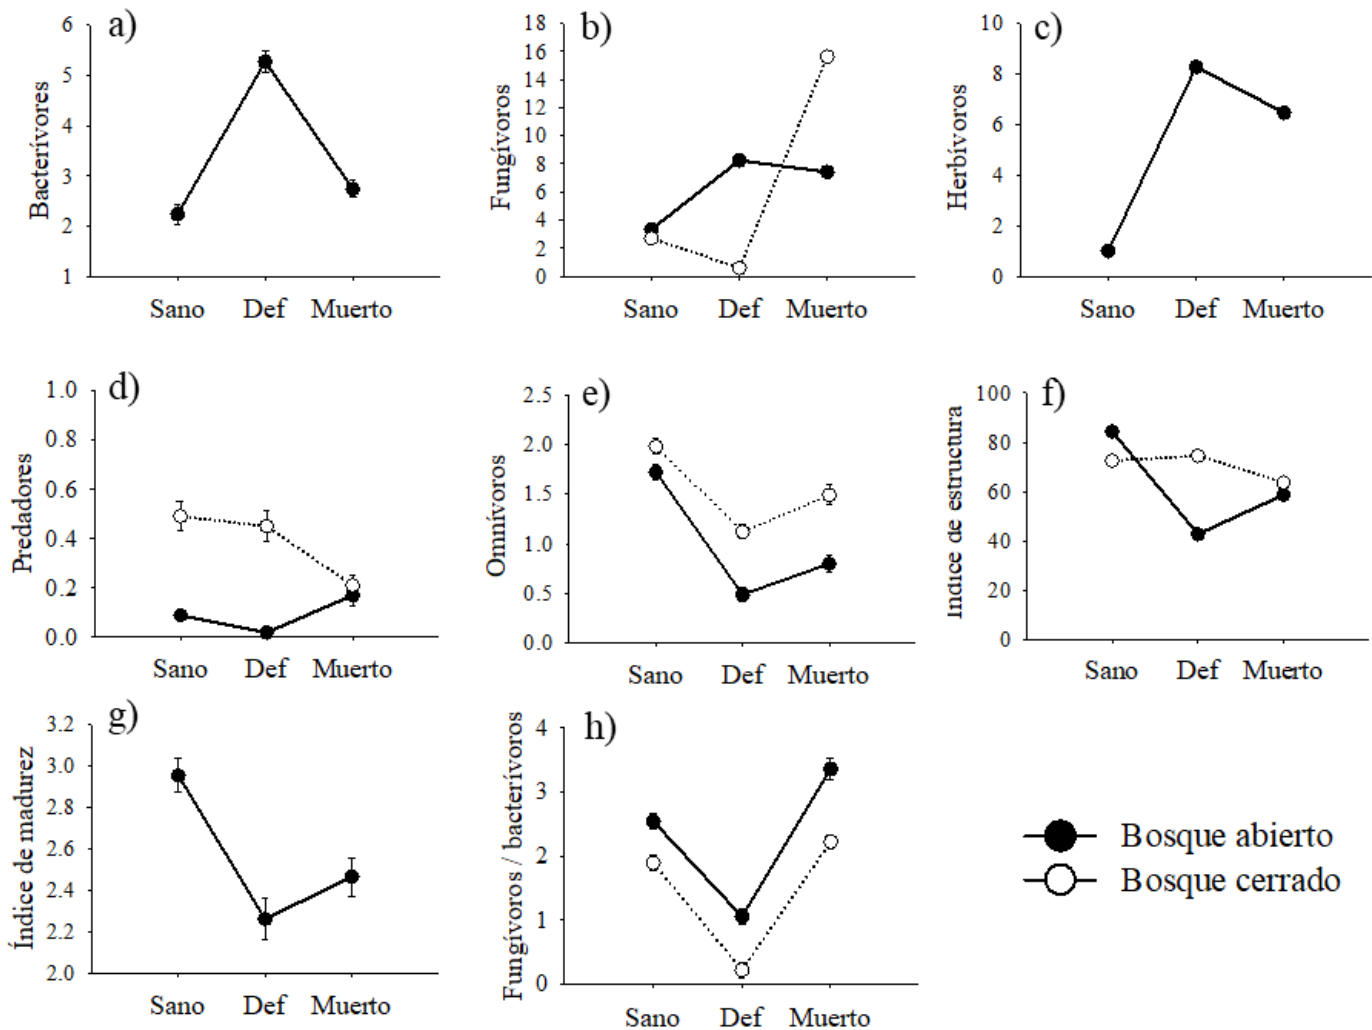 a)
Bacterívores
6
5
4
3
2
1
Sano Def Muerto
b)
Fungívoros
18
16
14
12
10
8
6
4
2
0
Sano Def Muerto
c)
Herbívoros
10
8
6
4
2
0
Sano Def Muerto
d)
Predadores
1.0
0.8
0.6
0.4
0.2
0.0
Sano Def Muerto
e)
Omnívoros
2.5
2.0
1.5
1.0
0.5
0.0
Sano Def Muerto
f)
Indice de estructura
100
80
60
40
20
0
Sano Def Muerto
g)
Índice de madurez
3.2
3.0
2.8
2.6
2.4
2.2
2.0
Sano Def Muerto
h)
Fungívoros / bacterívoros
4
3
2
1
0
Sano Def Muerto
Bosque abierto
Bosque cerrado